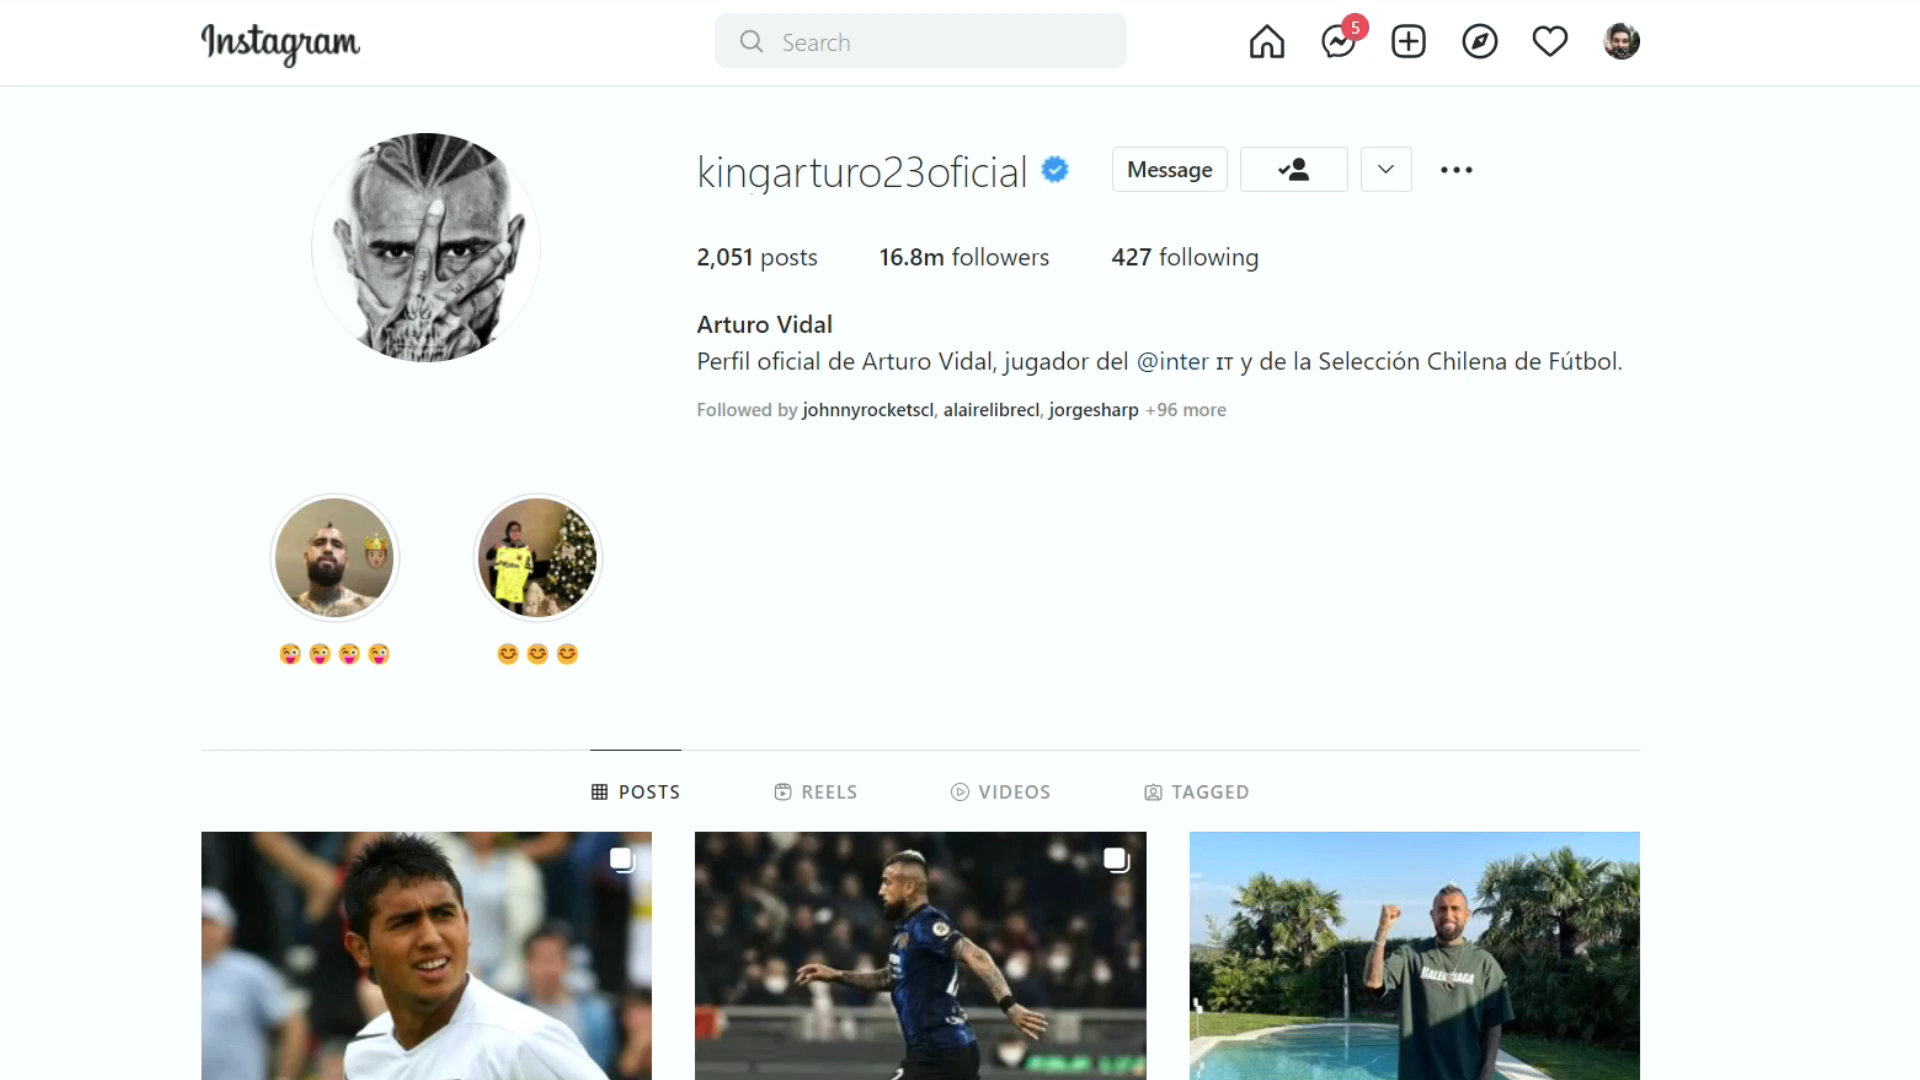 Instagram
Search
5
kingarturo23oficial
Message
2,051 posts 16.8m followers 427 following
Arturo Vidal
Perfil oficial de Arturo Vidal, jugador del @inter ɪᴛ y de la Selección Chilena de Fútbol.
Followed by johnnyrocketscl, alairelibrecl, jorgesharp +96 more
POSTS REELS VIDEOS TAGGED
BALENCIAGA